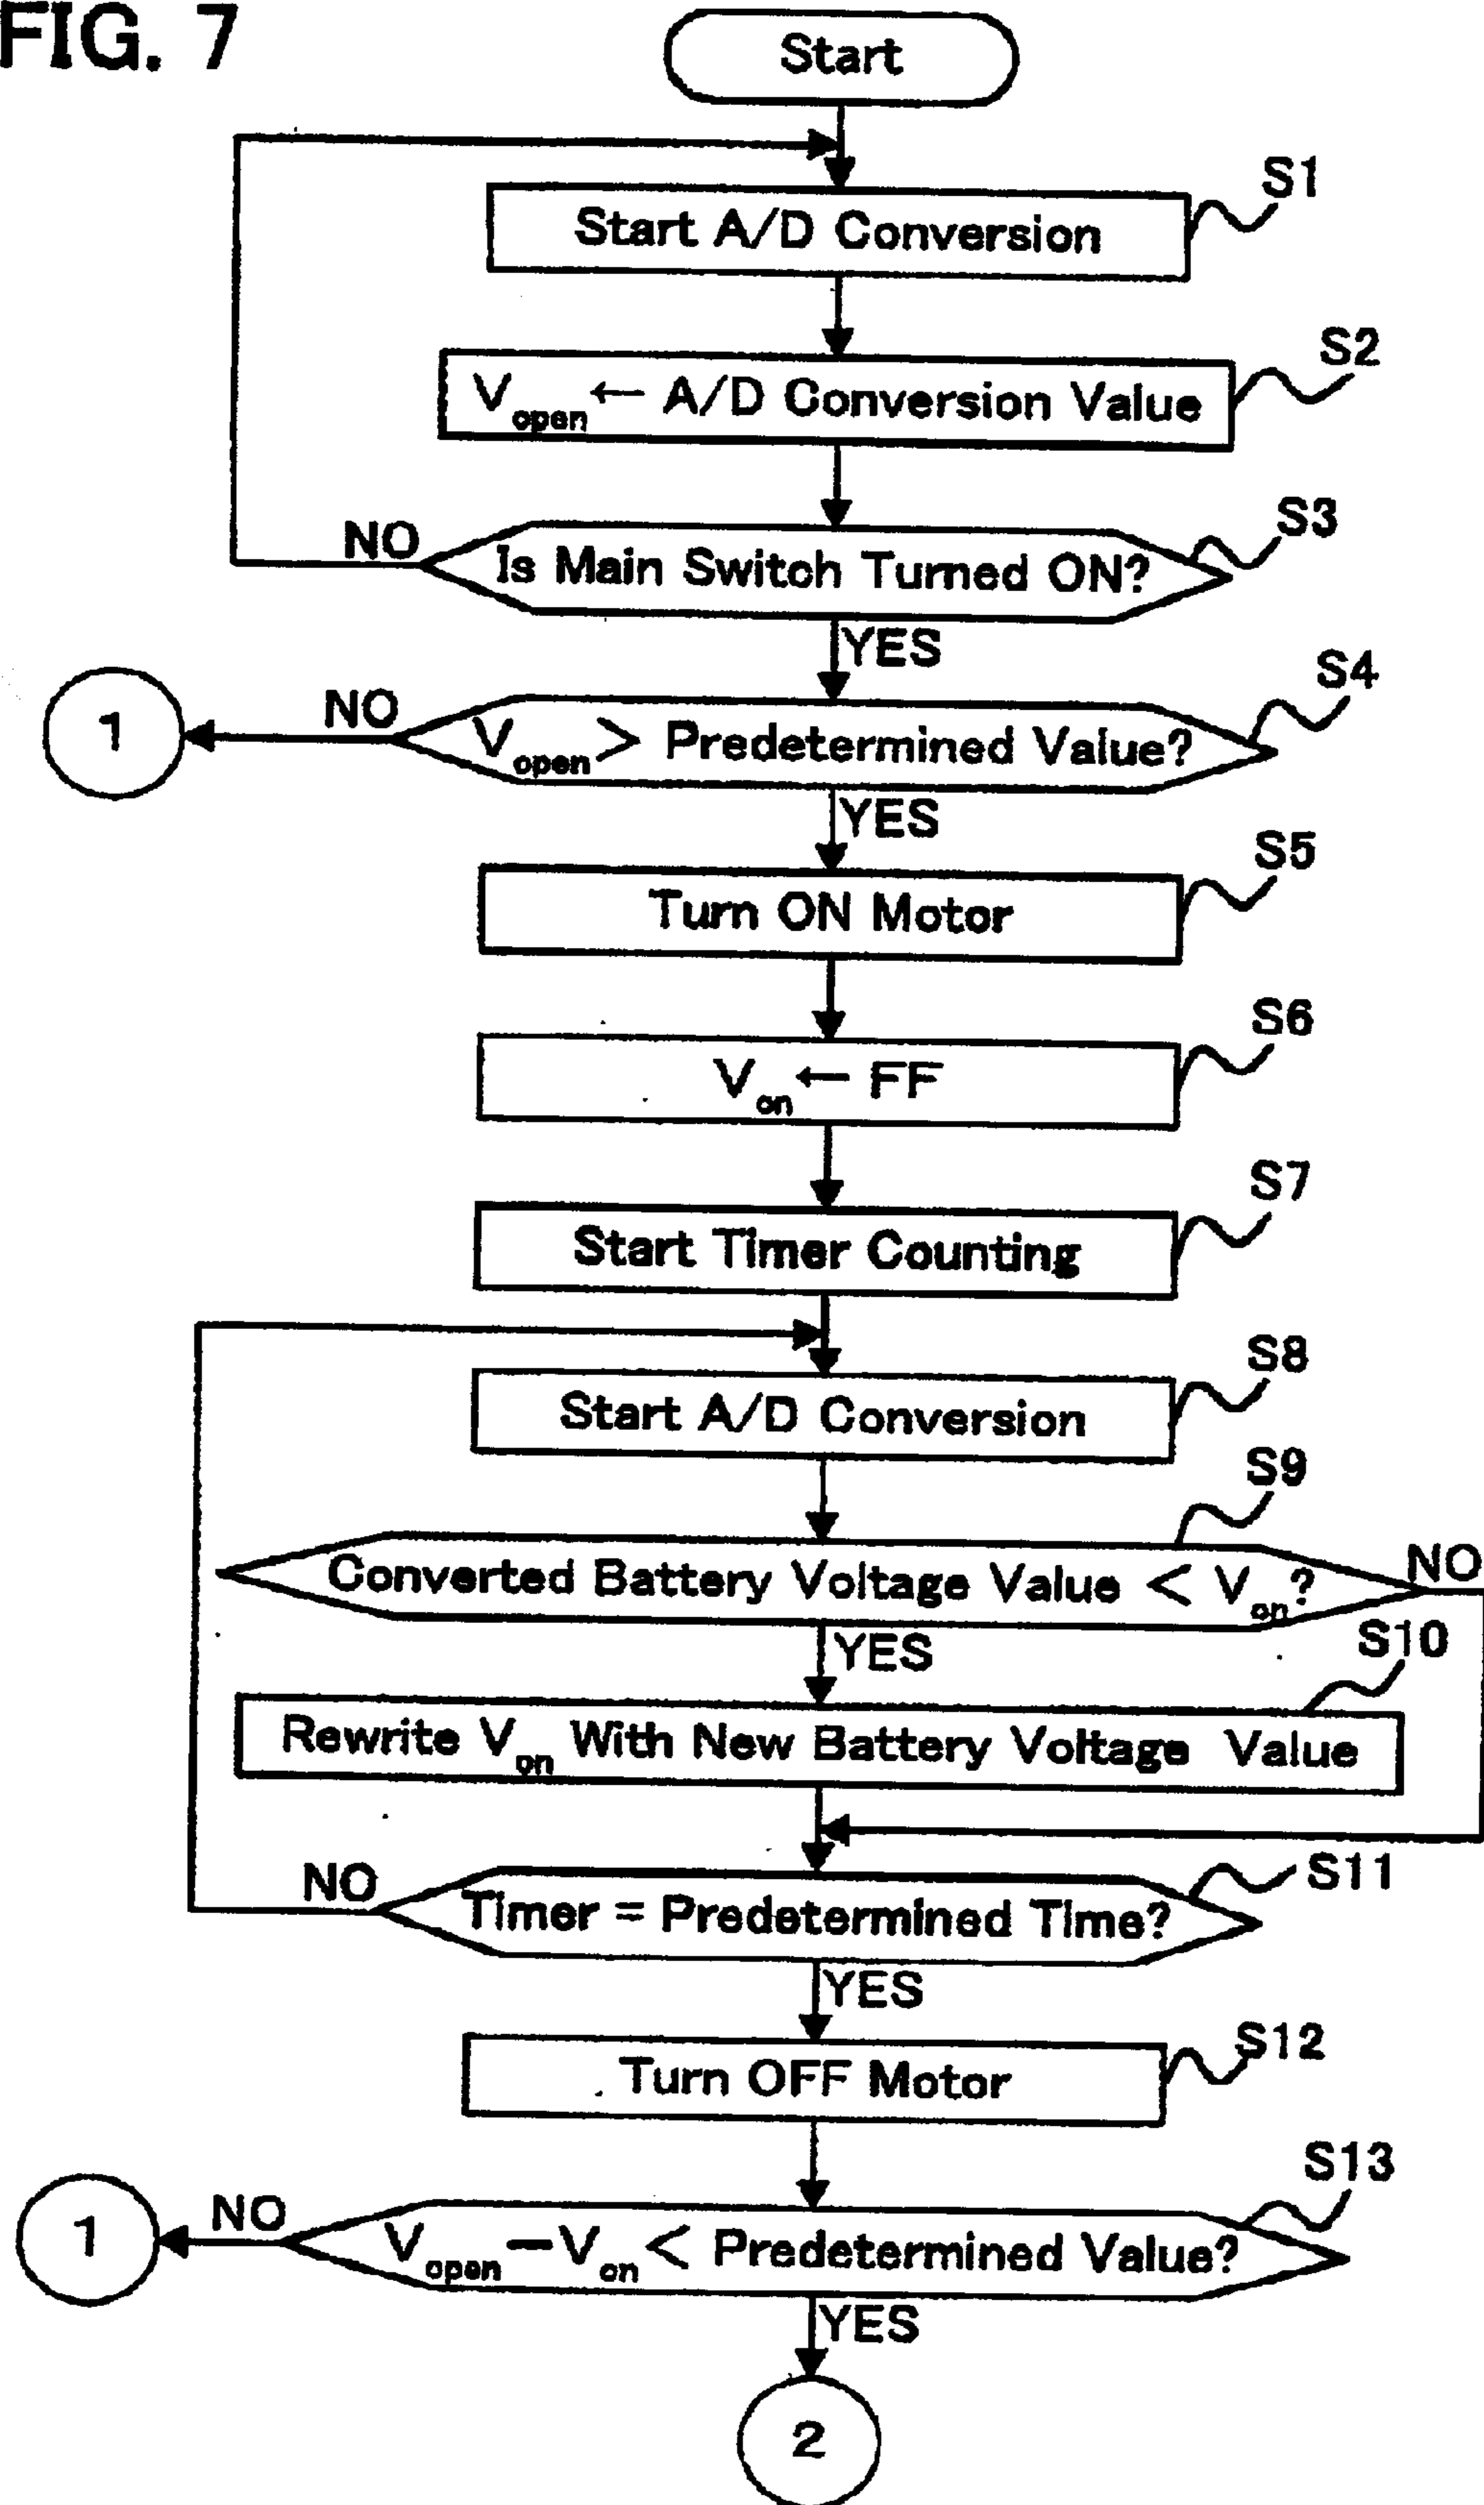 FIG. 7
Start
Start A/D Conversion
S1
Vopen ← A/D Conversion Value
S2
Is Main Switch Turned ON?
S3
NO
YES
Vopen > Predetermined Value?
S4
NO
1
YES
Turn ON Motor
S5
Von ← FF
S6
Start Timer Counting
S7
Start A/D Conversion
S8
Converted Battery Voltage Value < Von?
S9
NO
YES
Rewrite Von With New Battery Voltage Value
S10
Timer = Predetermined Time?
S11
NO
YES
Turn OFF Motor
S12
Vopen − Von < Predetermined Value?
S13
NO
1
YES
2